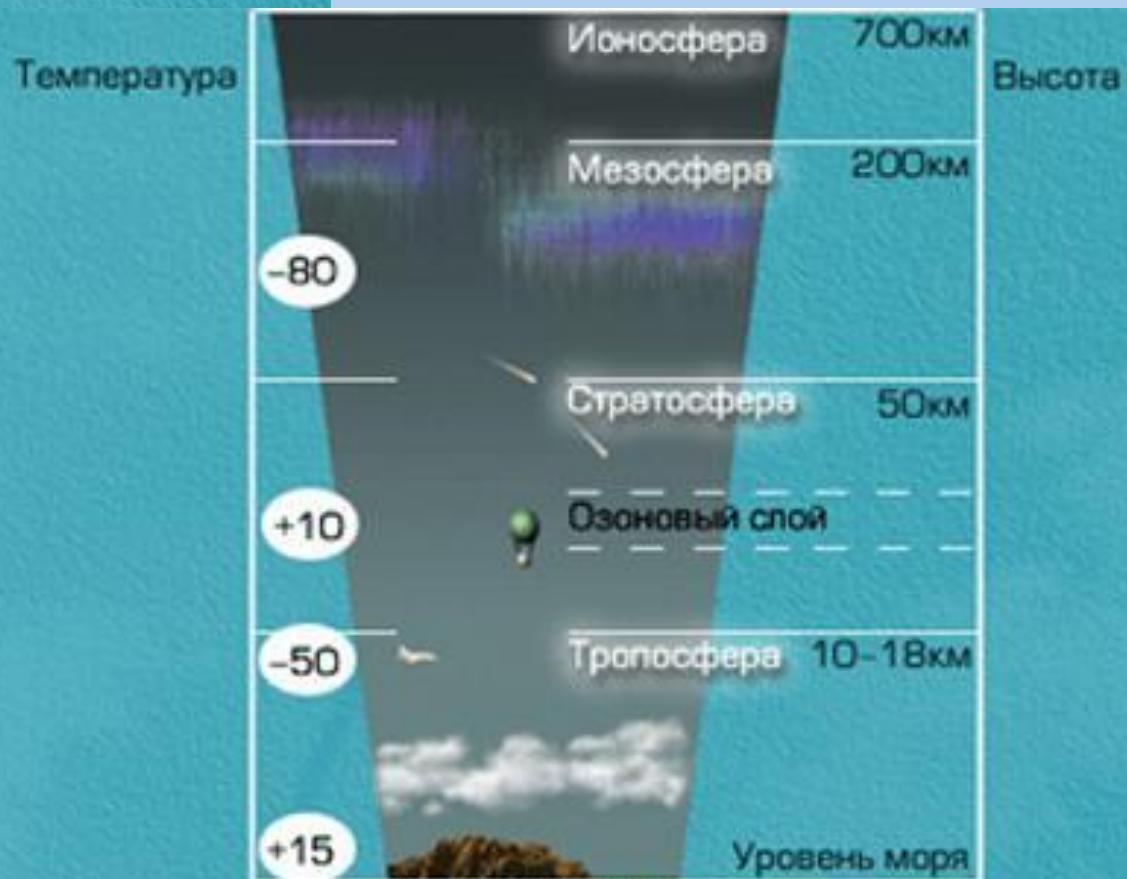 Ионосфера 700км
Температура Высота
Мезосфера 200км
-80
Стратосфера 50км
+10 Озоновый слой
-50 Тропосфера 10-18км
+15 Уровень моря